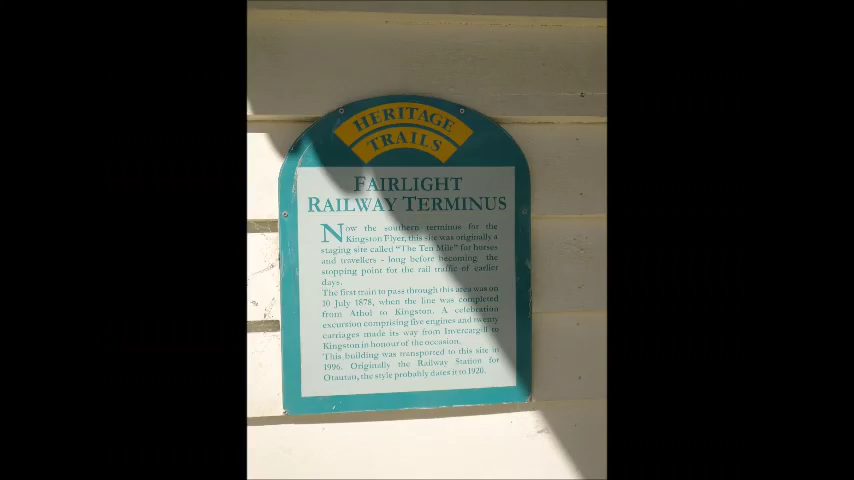 HERITAGE
TRAILS
FAIRLIGHT
RAILWAY TERMINUS
Now the southern terminus for the
Kingston Flyer, this site was originally a
staging site called "The Ten Mile" for horses
and travellers - long before becoming the
stopping point for the rail traffic of earlier
days.
The first train to pass through this area was on
10 July 1878, when the line was completed
from Athol to Kingston. A celebration
excursion comprising five engines and twenty
carriages made its way from Invercargill to
Kingston in honour of the occasion.
This building was transported to this site in
1996. Originally the Railway Station for
Otautau, the style probably dates it to 1920.